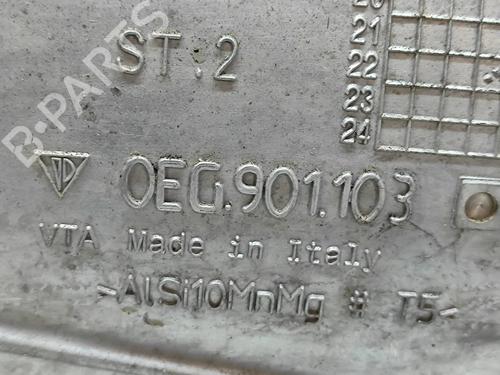 20
21
22
23
24
ST.2
0EG.901.103
VTA Made in Italy
>AlSi10MnMg # T5<
B-PARTS